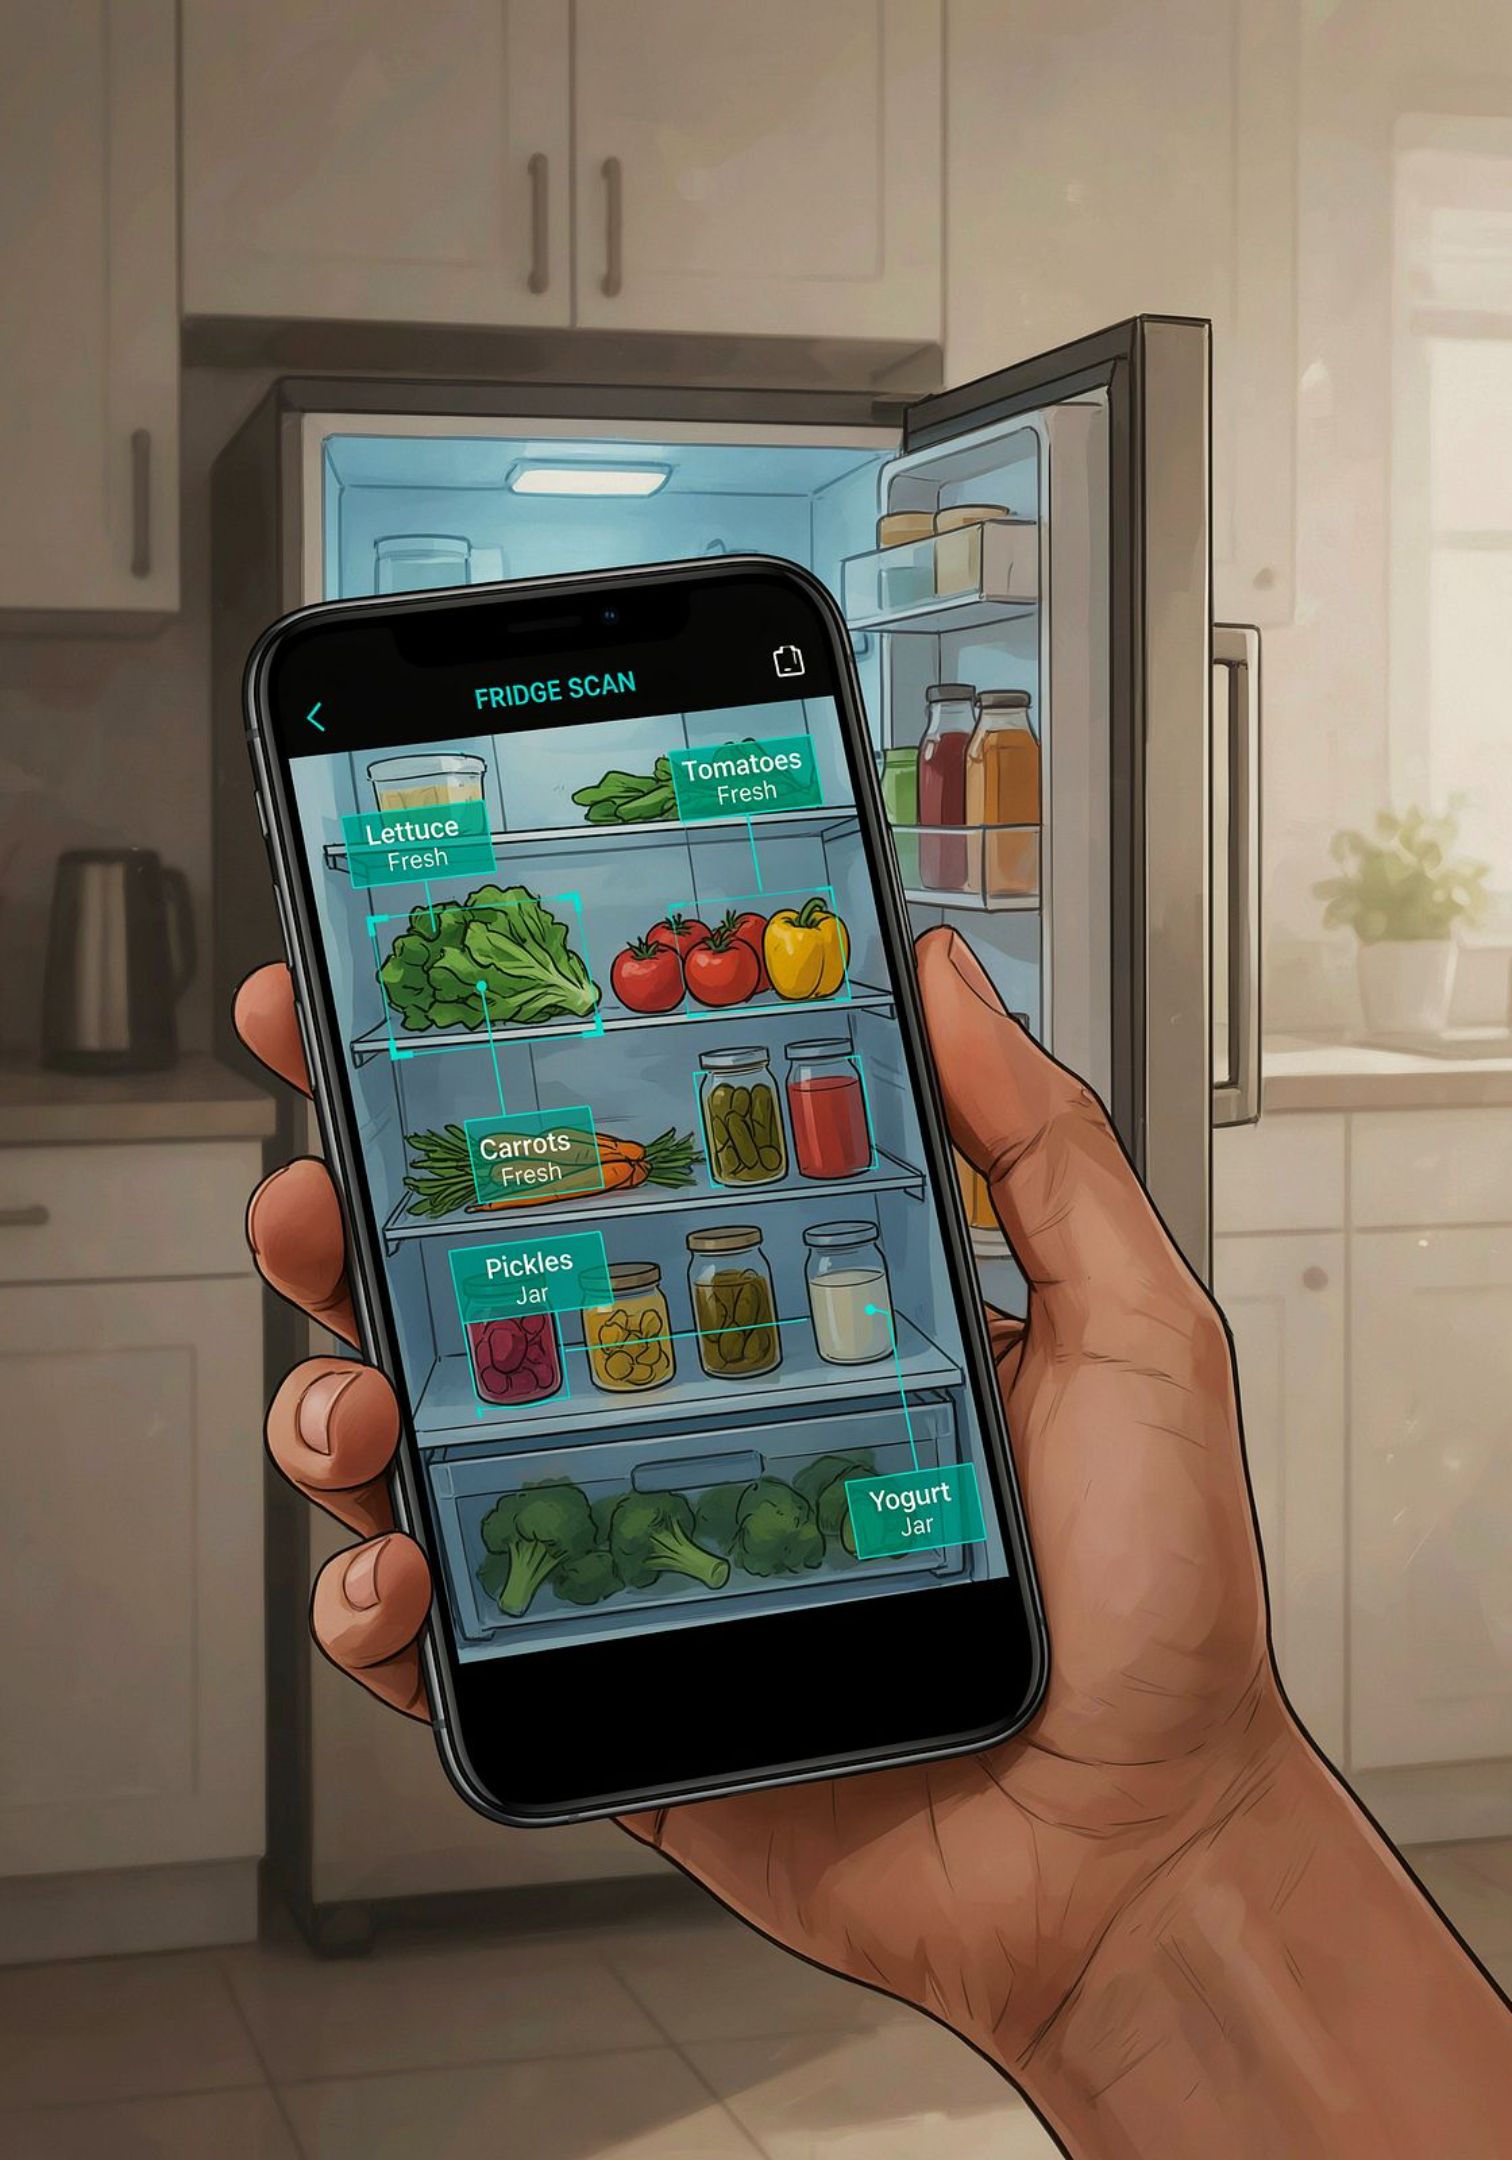 FRIDGE SCAN
Tomatoes
Fresh
Lettuce
Fresh
Carrots
Fresh
Pickles
Jar
Yogurt
Jar